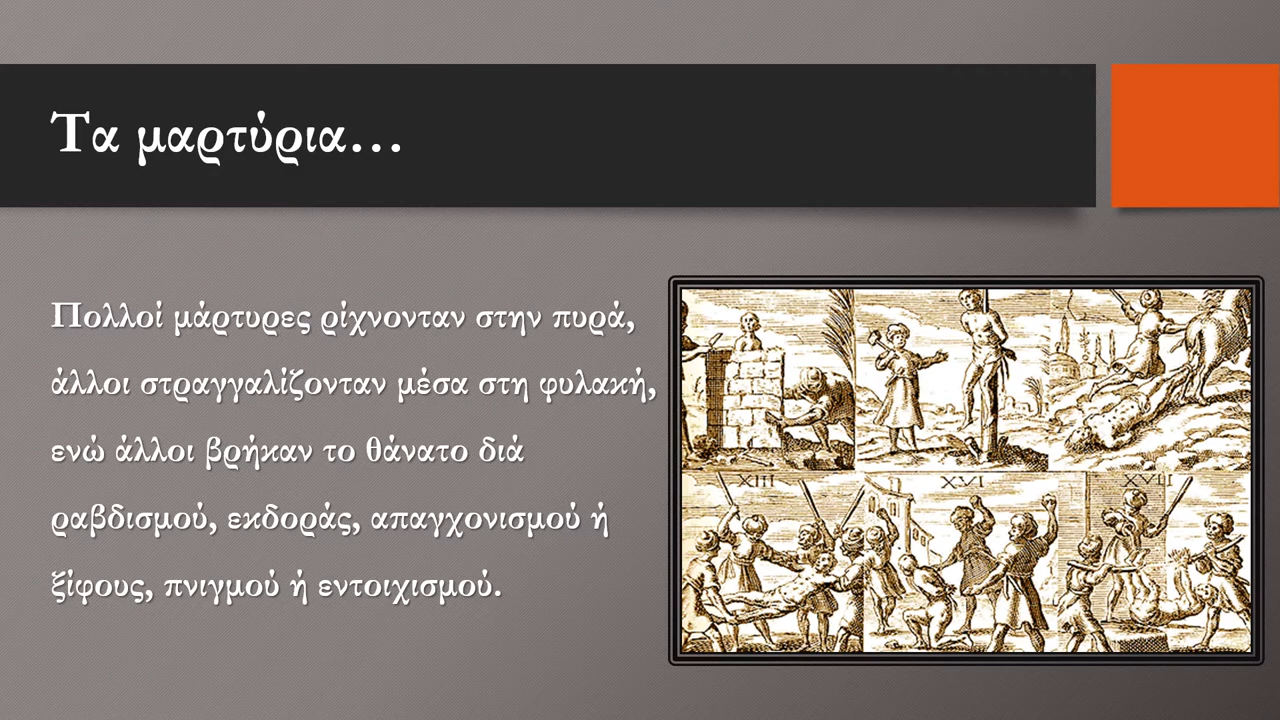 Τα μαρτύρια...
Πολλοί μάρτυρες ρίχνονταν στην πυρά,
άλλοι στραγγαλίζονταν μέσα στη φυλακή,
ενώ άλλοι βρήκαν το θάνατο διά
ραβδισμού, εκδοράς, απαγχονισμού ή
ξίφους, πνιγμού ή εντοιχισμού.
XIII XVI XVII